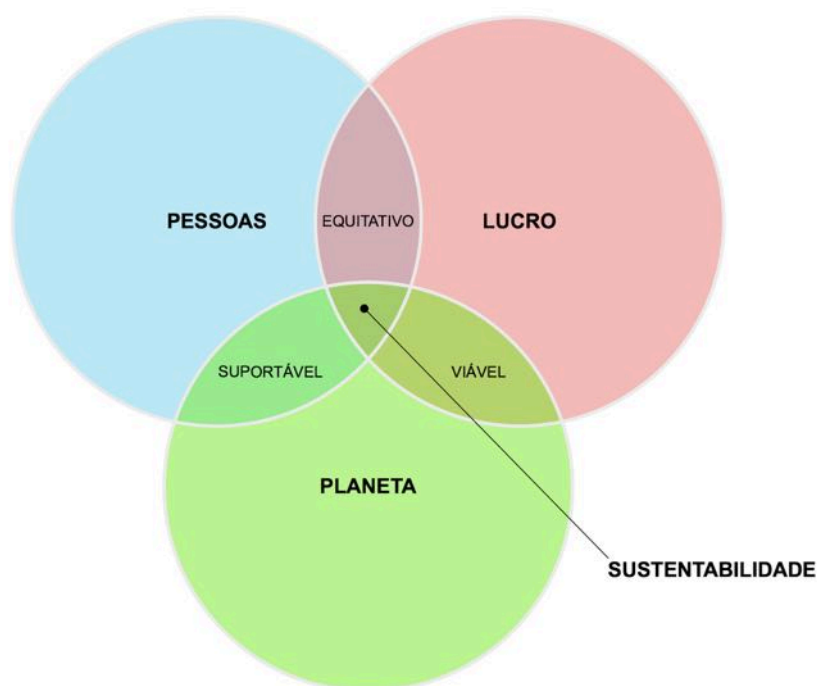 PESSOAS
EQUITATIVO
LUCRO
SUPORTÁVEL
VIÁVEL
PLANETA
SUSTENTABILIDADE